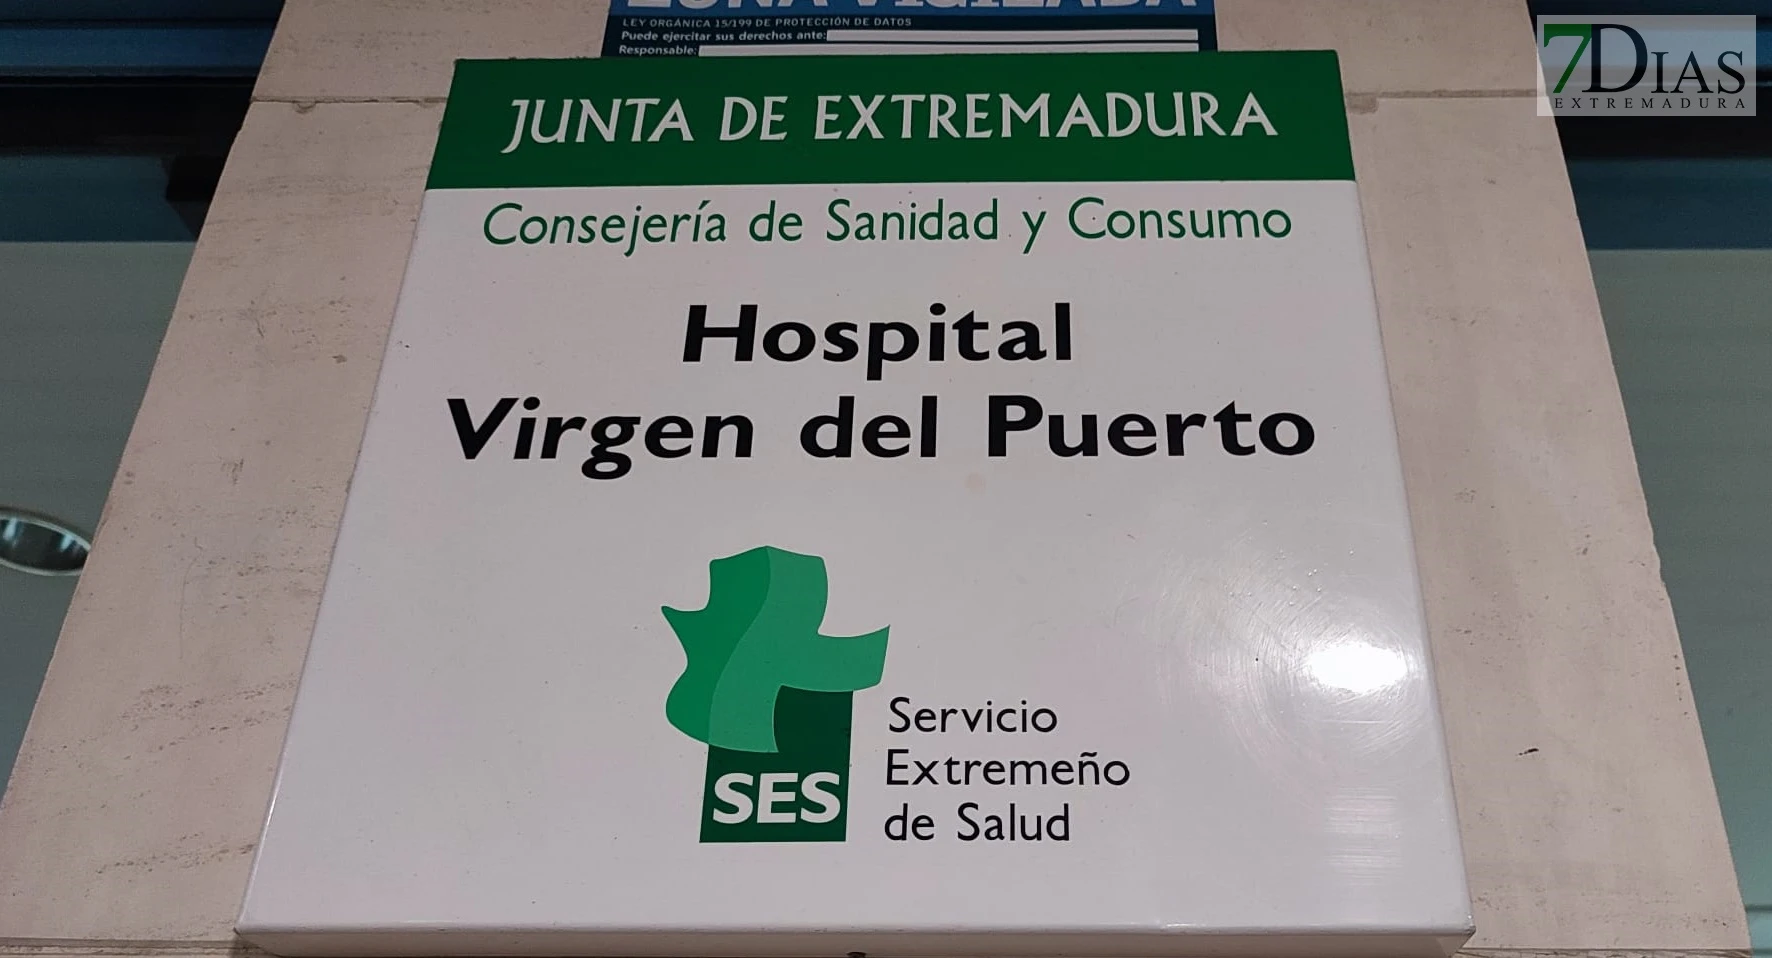 ZONA VIGILADA
LEY ORGÁNICA 15/199 DE PROTECCIÓN DE DATOS
Puede ejercitar sus derechos ante:
Responsable:
7DIAS
EXTREMADURA
JUNTA DE EXTREMADURA
Consejería de Sanidad y Consumo
Hospital
Virgen del Puerto
SES
Servicio
Extremeño
de Salud